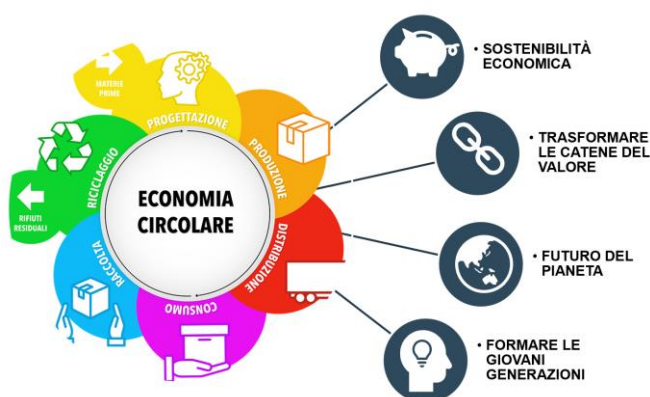 MATERIE
PRIME
PROGETTAZIONE
PRODUZIONE
DISTRIBUZIONE
CONSUMO
RACCOLTA
RICICLAGGIO
RIFIUTI
RESIDUALI
ECONOMIA
CIRCOLARE
• SOSTENIBILITÀ
ECONOMICA
• TRASFORMARE
LE CATENE DEL
VALORE
• FUTURO DEL
PIANETA
• FORMARE LE
GIOVANI
GENERAZIONI